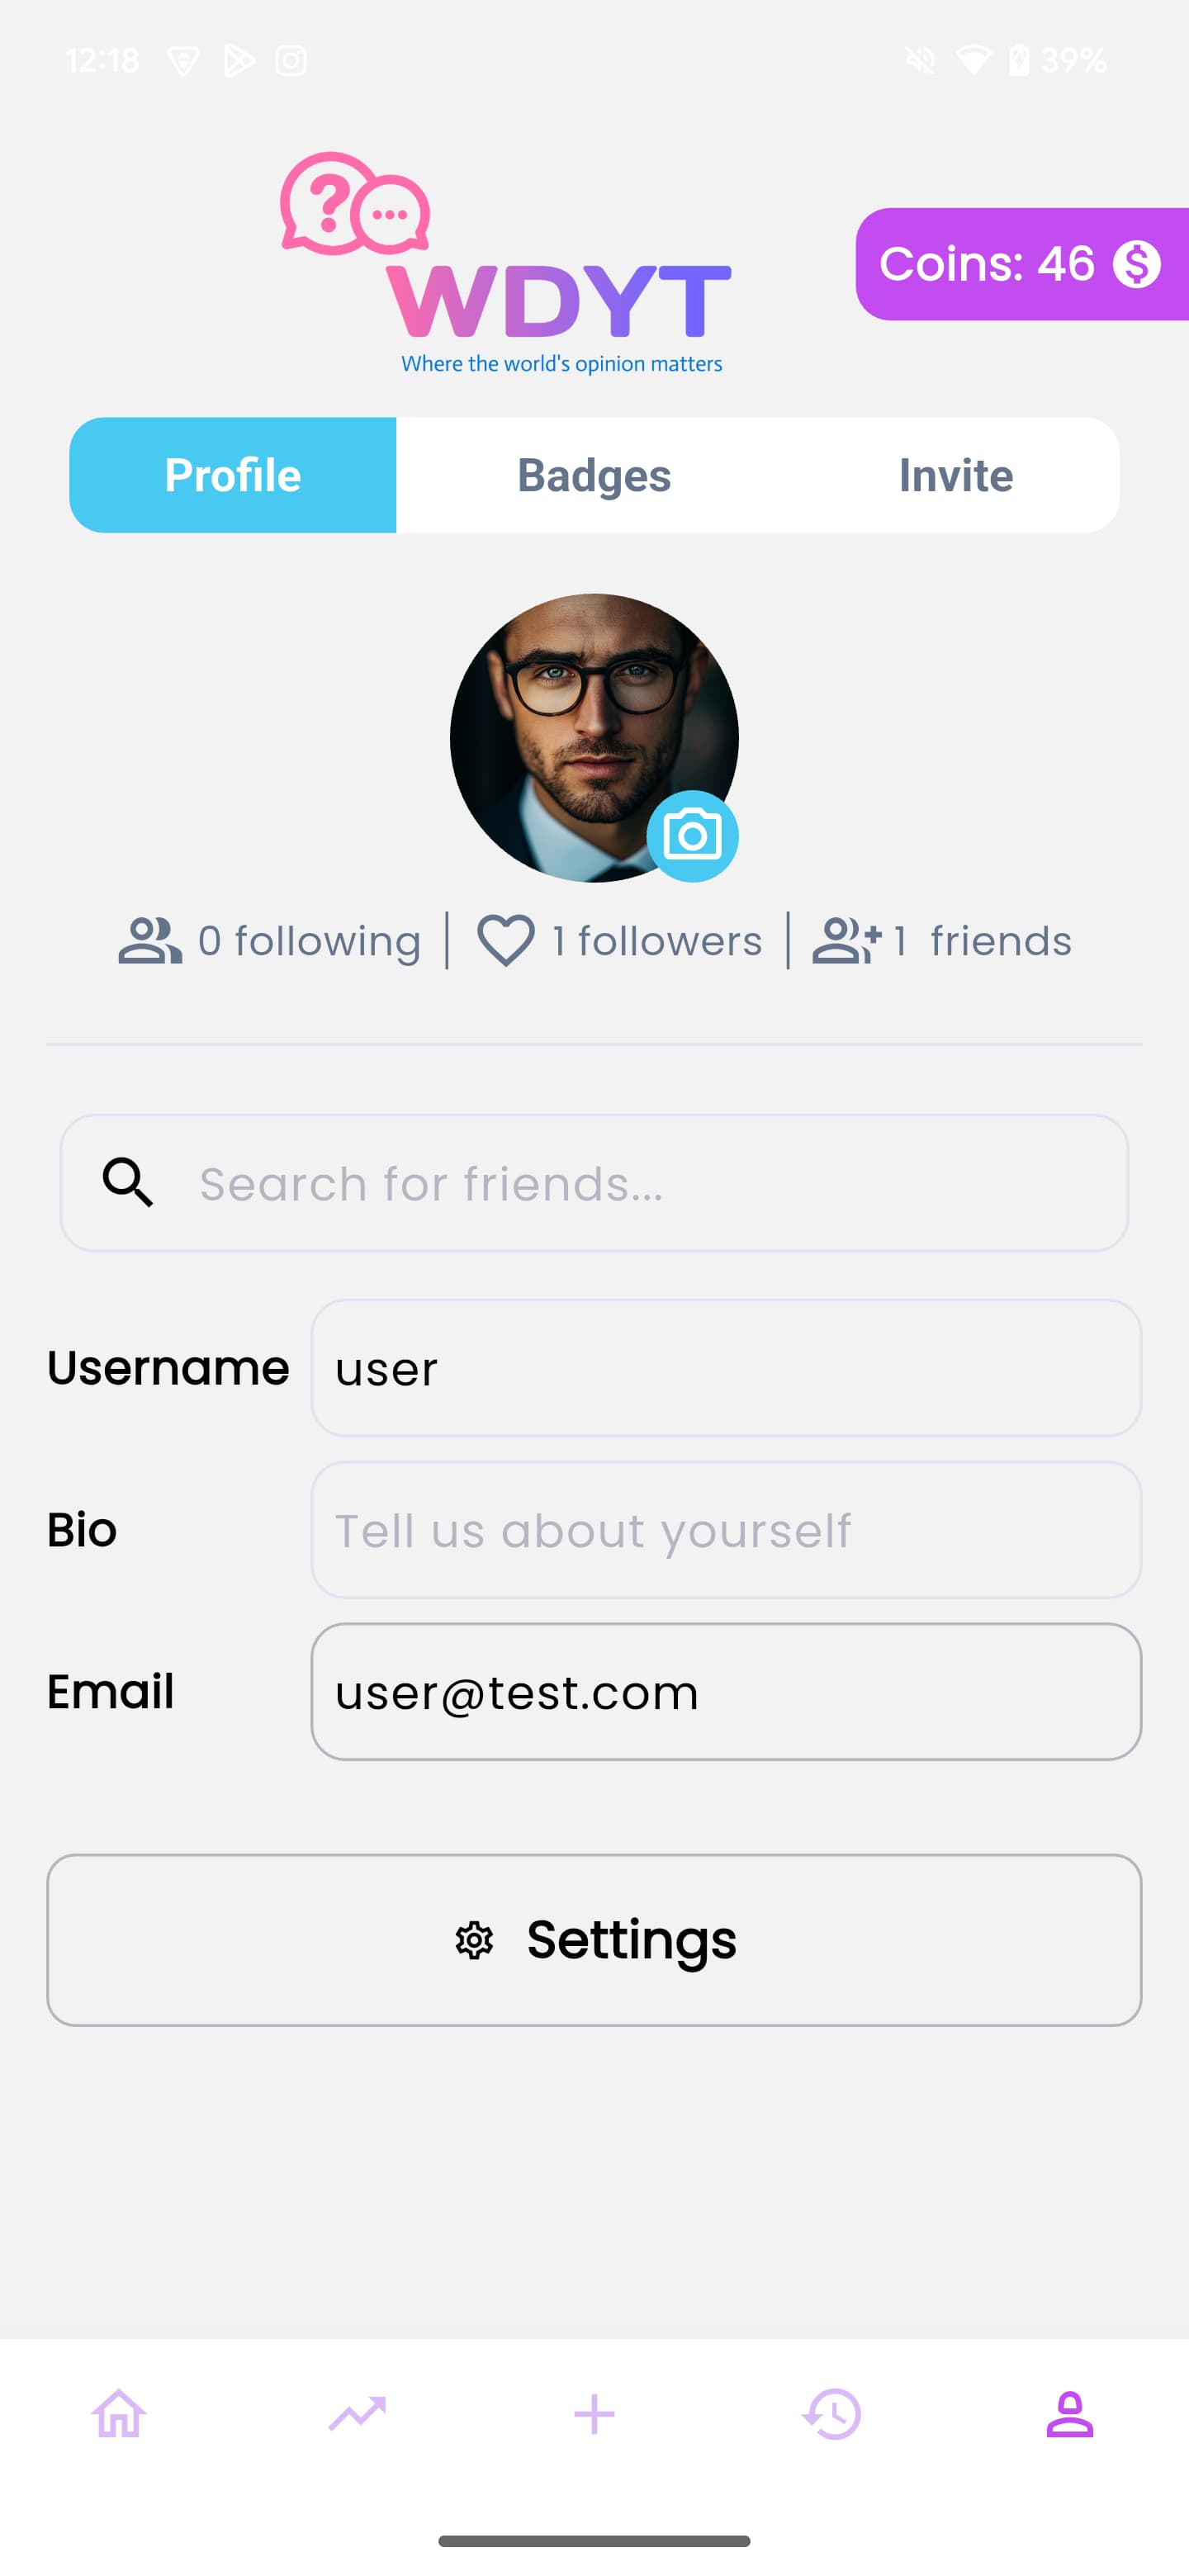 12:18
39%
WDYT
Where the world's opinion matters
Coins: 46
Profile
Badges
Invite
0 following
1 followers
1 friends
Search for friends...
Username
user
Bio
Tell us about yourself
Email
user@test.com
Settings